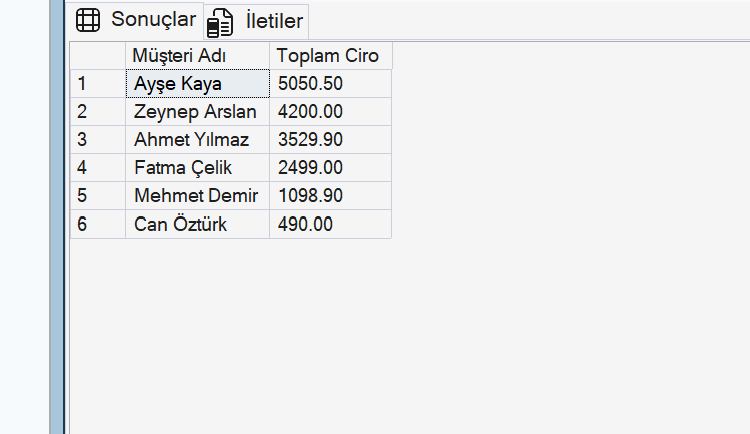 Sonuçlar İletiler
Müşteri Adı Toplam Ciro
1 Ayşe Kaya 5050.50
2 Zeynep Arslan 4200.00
3 Ahmet Yılmaz 3529.90
4 Fatma Çelik 2499.00
5 Mehmet Demir 1098.90
6 Can Öztürk 490.00